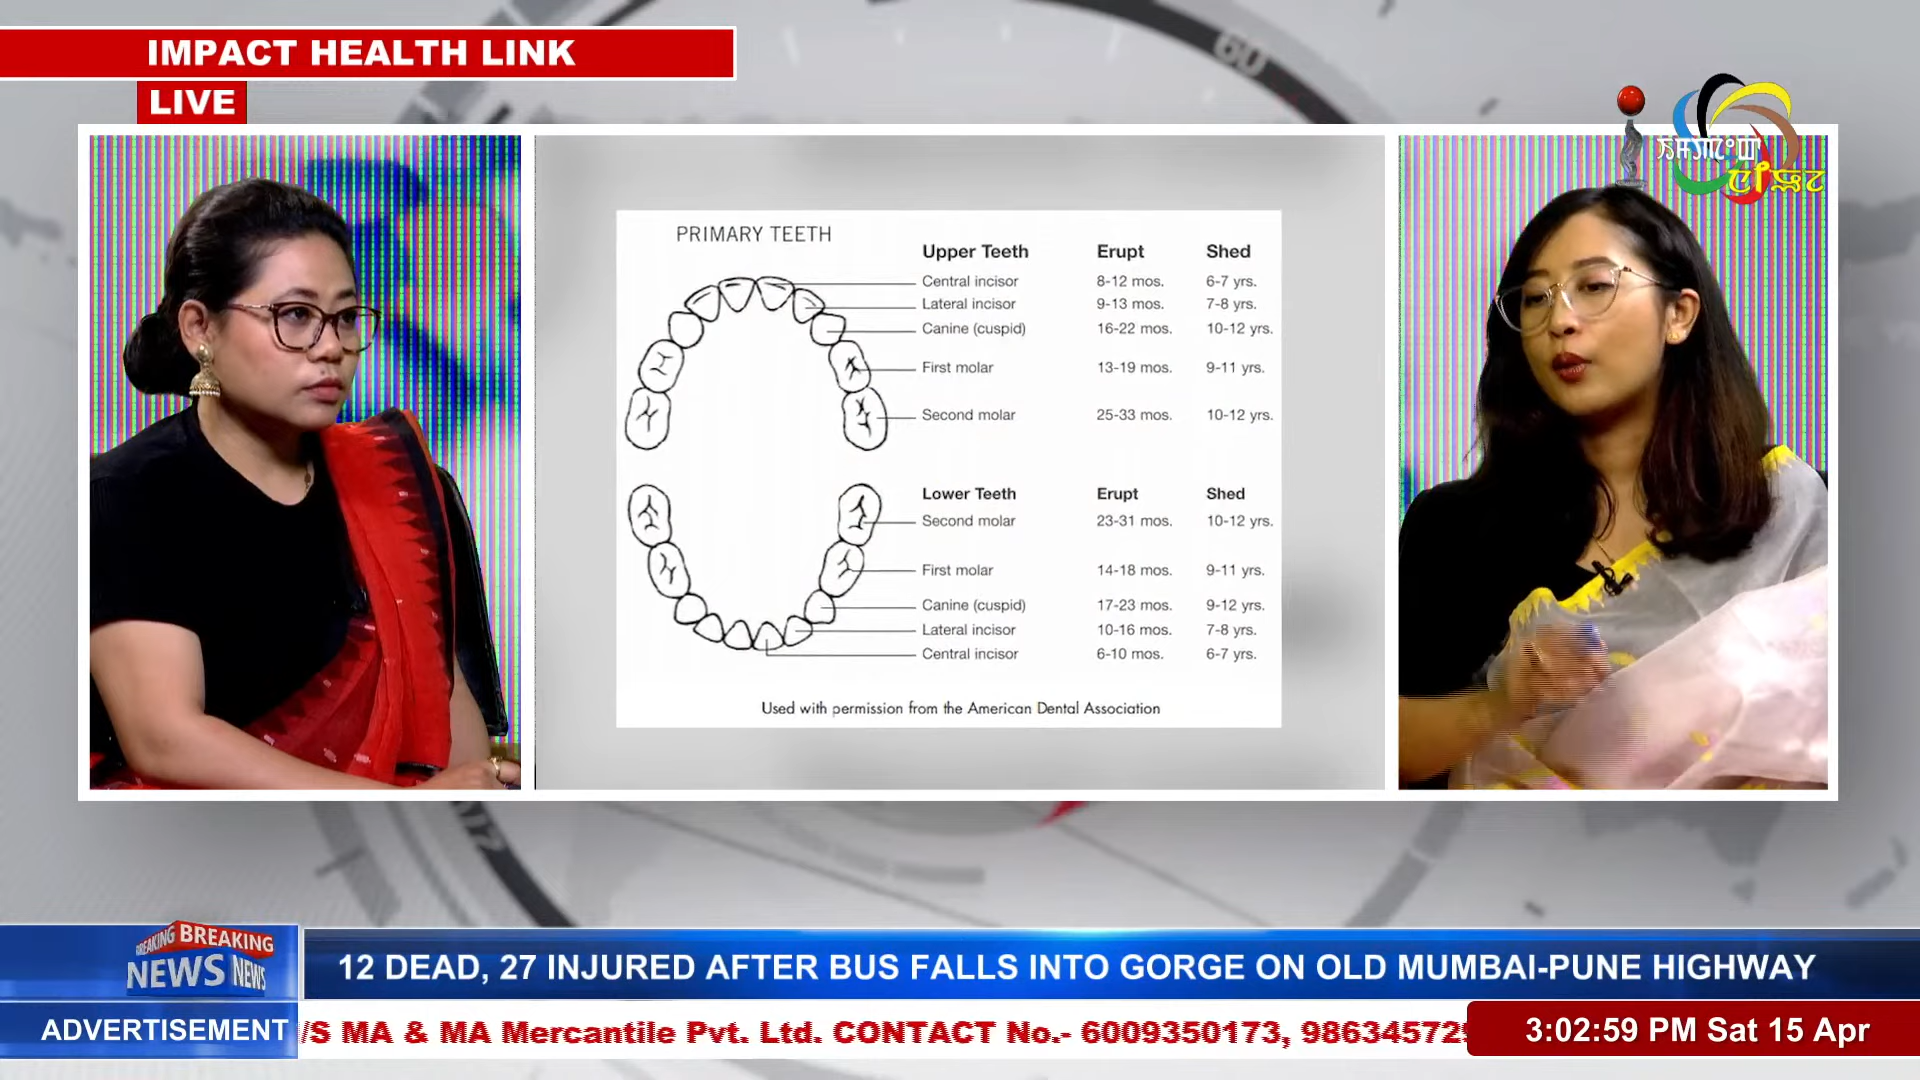 IMPACT HEALTH LINK
LIVE
60
ꯏꯝꯄꯦꯛꯠ
PRIMARY TEETH
Upper Teeth Erupt Shed
Central incisor 8-12 mos. 6-7 yrs.
Lateral incisor 9-13 mos. 7-8 yrs.
Canine (cuspid) 16-22 mos. 10-12 yrs.
First molar 13-19 mos. 9-11 yrs.
Second molar 25-33 mos. 10-12 yrs.
Lower Teeth Erupt Shed
Second molar 23-31 mos. 10-12 yrs.
First molar 14-18 mos. 9-11 yrs.
Canine (cuspid) 17-23 mos. 9-12 yrs.
Lateral incisor 10-16 mos. 7-8 yrs.
Central incisor 6-10 mos. 6-7 yrs.
Used with permission from the American Dental Association
BREAKING BREAKING
NEWS NEWS
12 DEAD, 27 INJURED AFTER BUS FALLS INTO GORGE ON OLD MUMBAI-PUNE HIGHWAY
ADVERTISEMENT
/S MA & MA Mercantile Pvt. Ltd. CONTACT No.- 6009350173, 986345725
3:02:59 PM Sat 15 Apr